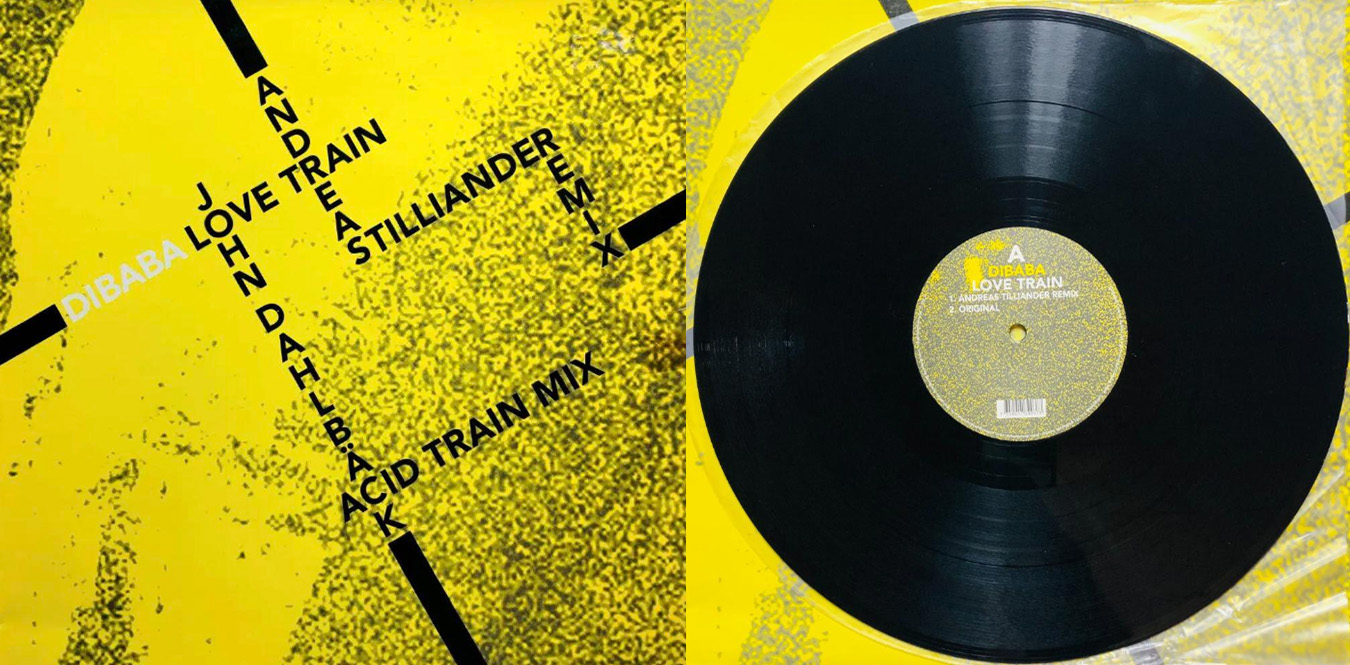 DIBABA LOVE TRAIN
ANDREAS
TILLIANDER
REMIX
JOHN DAHLBÄCK
ACID TRAIN MIX
A
DIBABA
LOVE TRAIN
1. ANDREAS TILLIANDER REMIX
2. ORIGINAL